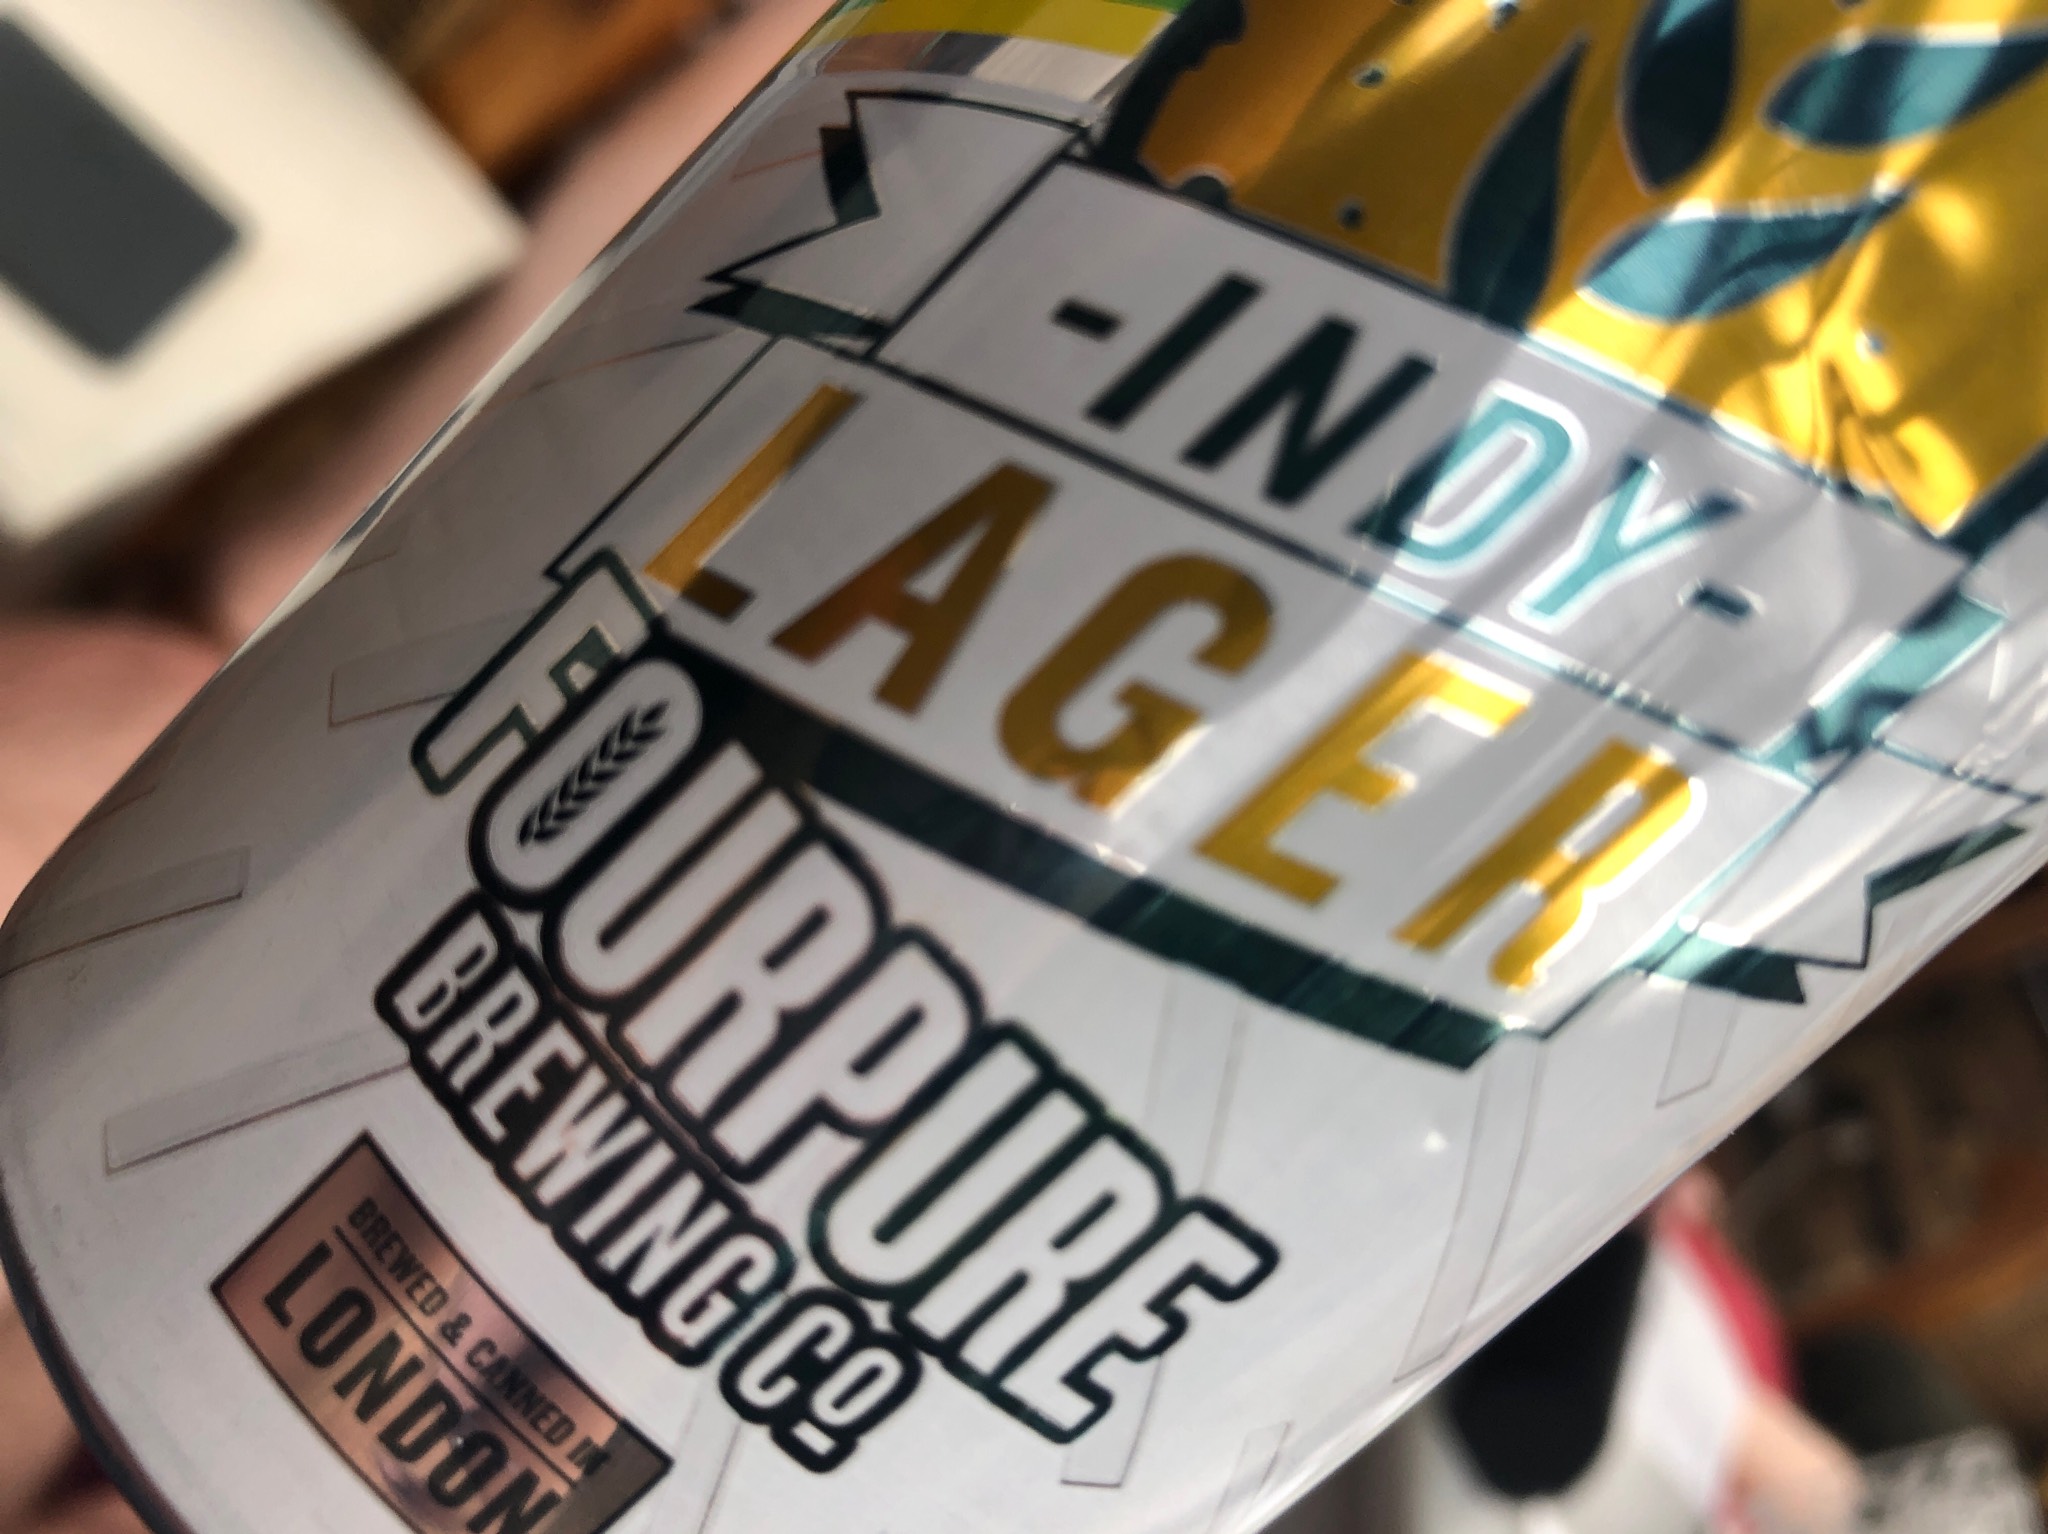 -INDY-
LAGER
FOURPURE
BREWING CO
BREWED & CANNED IN
LONDON